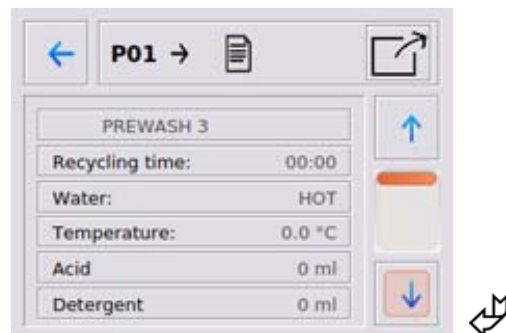 P01 →
PREWASH 3
Recycling time: 00:00
Water: HOT
Temperature: 0.0 °C
Acid 0 ml
Detergent 0 ml